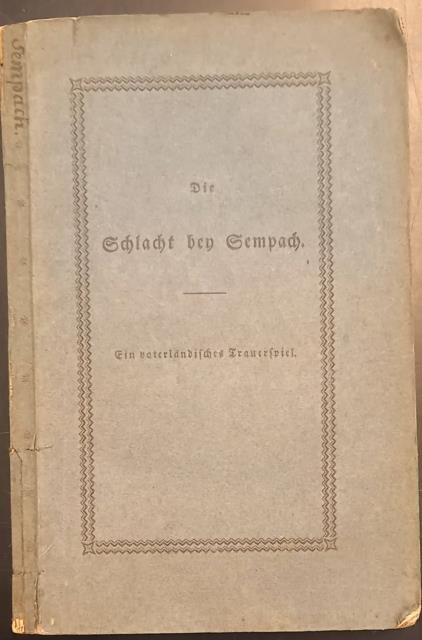 Sempach.
Die
Schlacht bey Sempach.
Ein vaterländisches Trauerspiel.